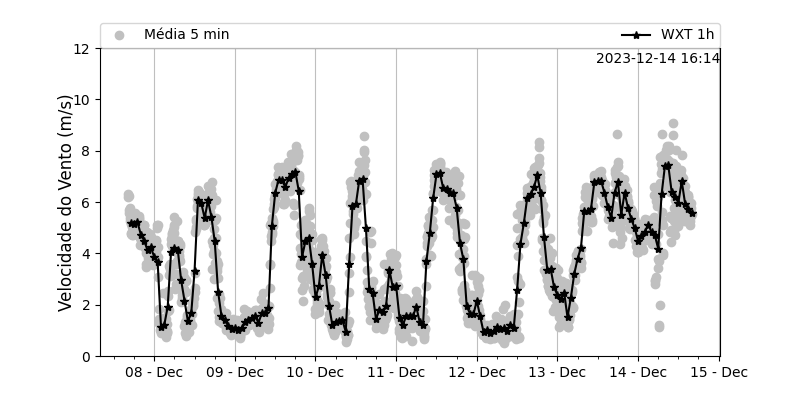 Média 5 min
WXT 1h
2023-12-14 16:14
Velocidade do Vento (m/s)
12
10
8
6
4
2
0
08 - Dec
09 - Dec
10 - Dec
11 - Dec
12 - Dec
13 - Dec
14 - Dec
15 - Dec